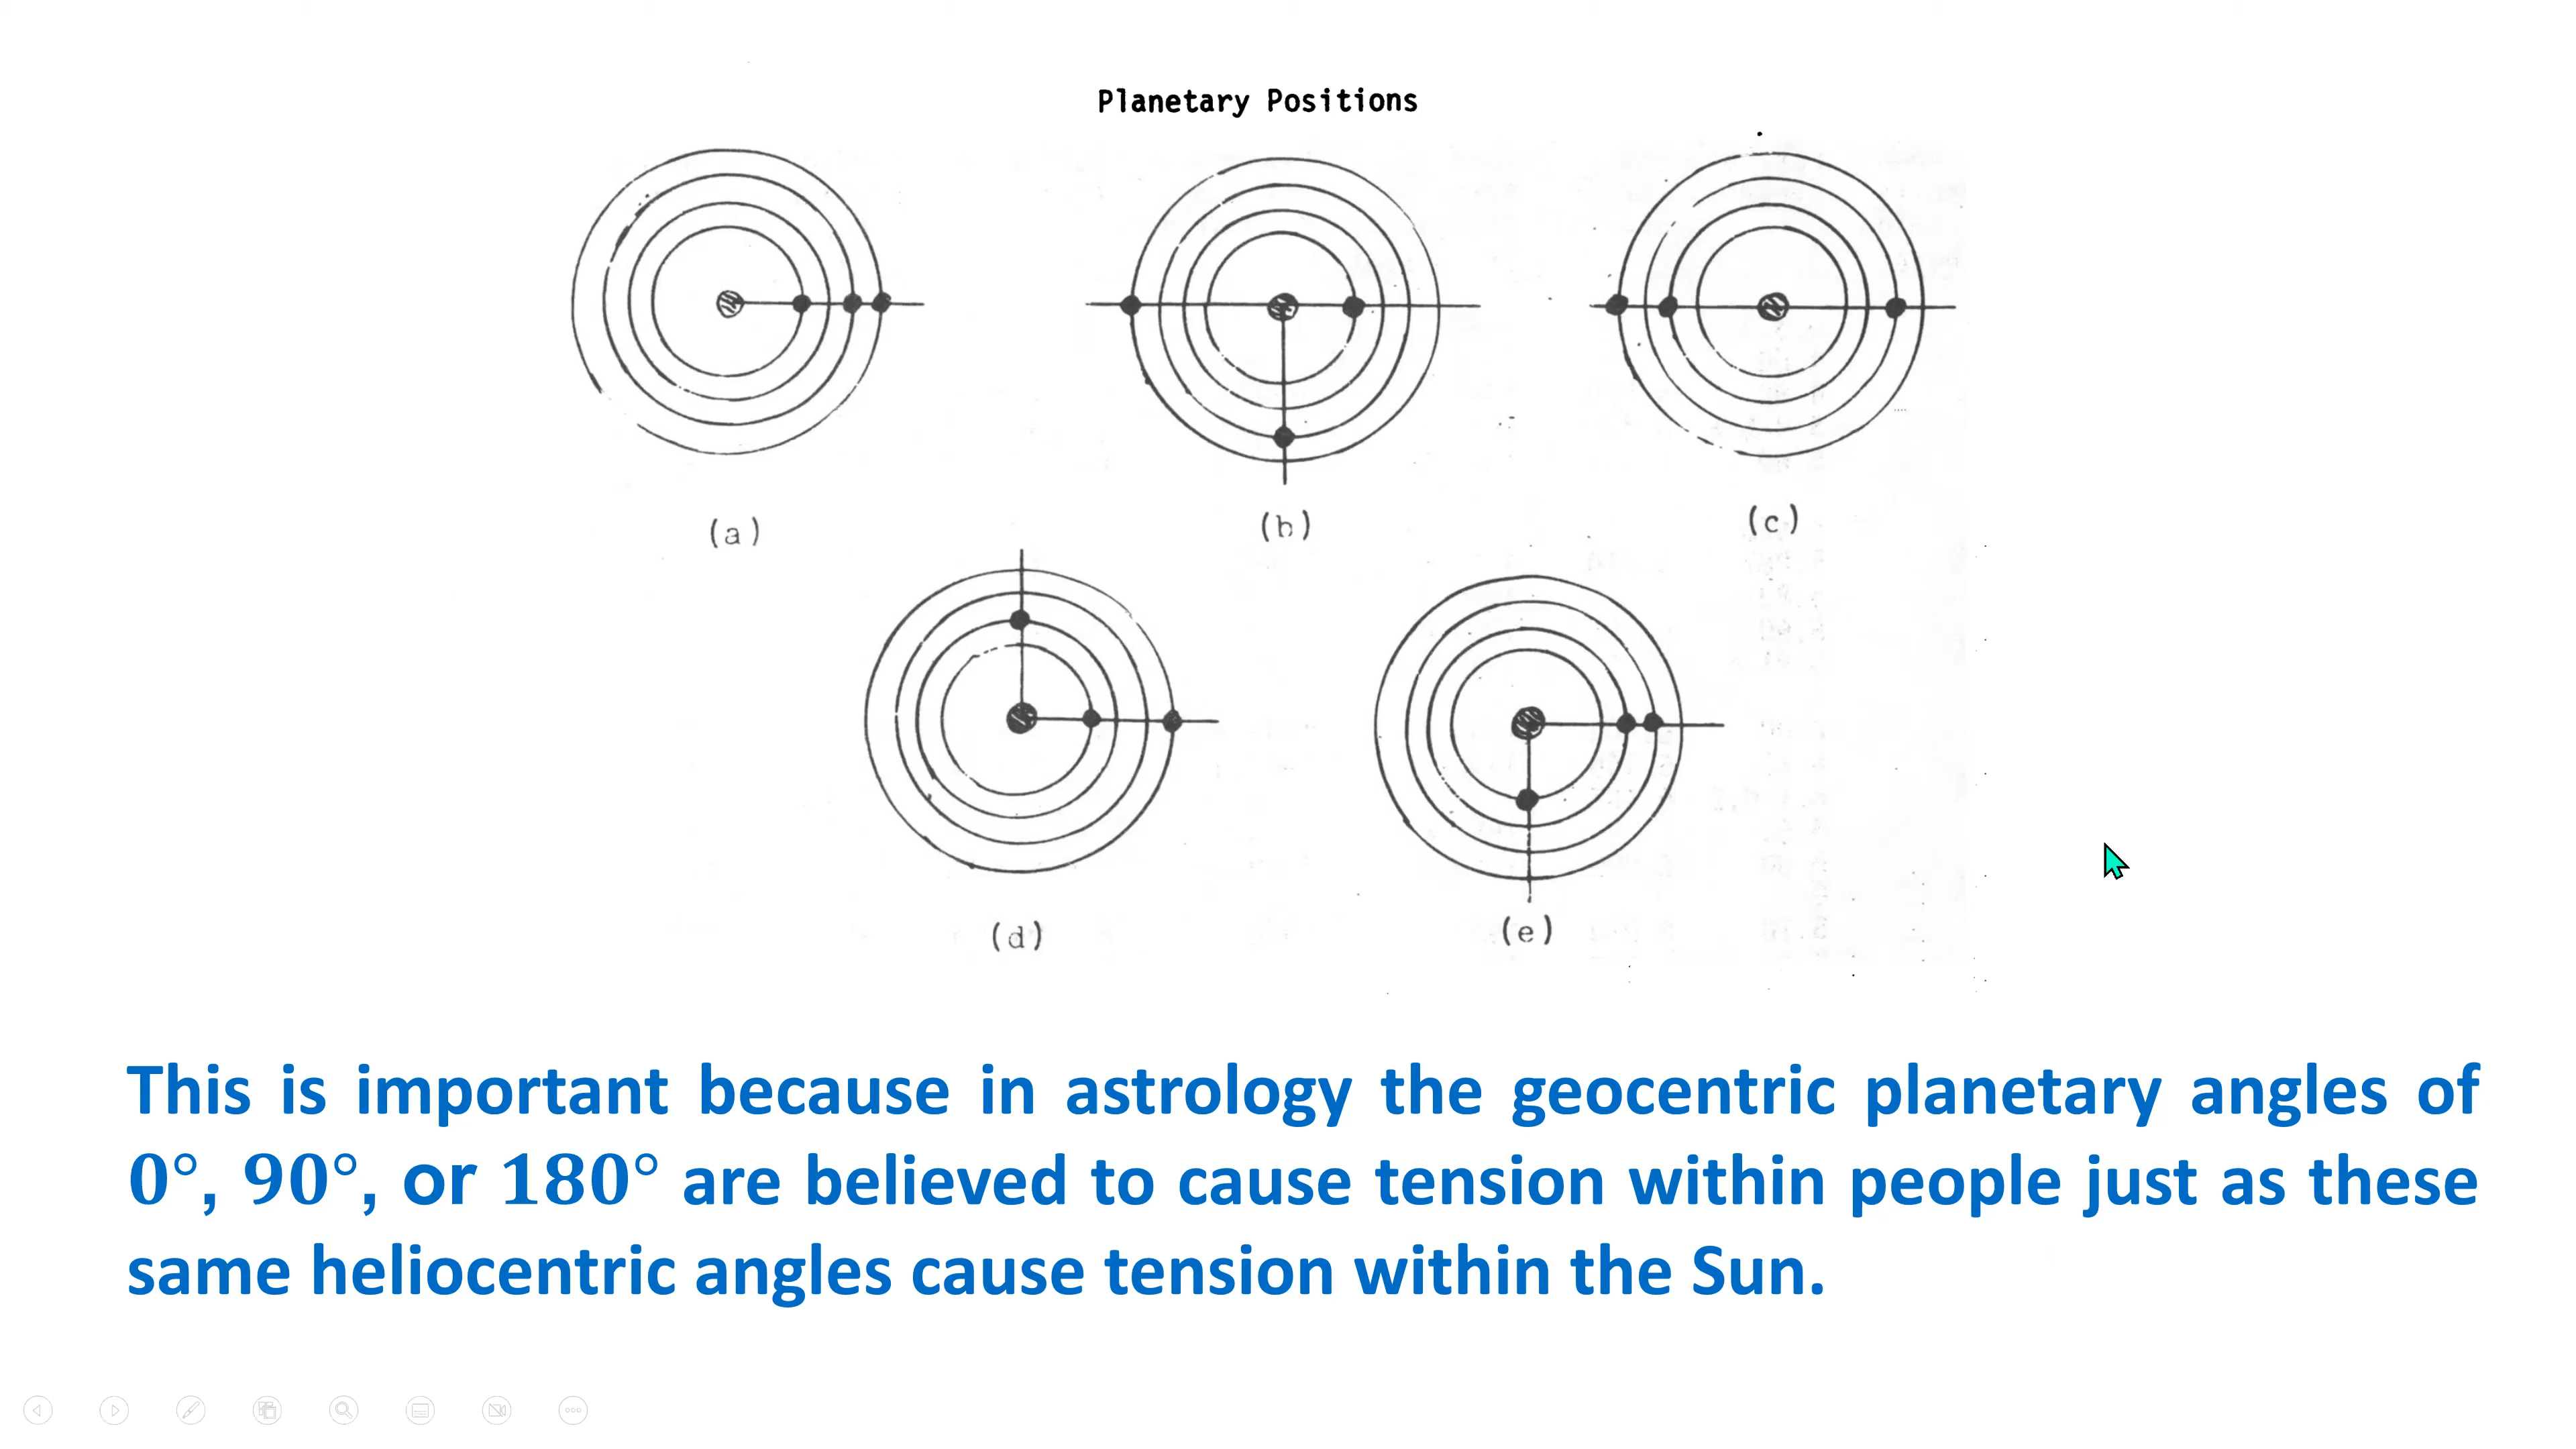 Planetary Positions
(a)
(b)
(c)
(d)
(e)
This is important because in astrology the geocentric planetary angles of
0°, 90°, or 180° are believed to cause tension within people just as these
same heliocentric angles cause tension within the Sun.